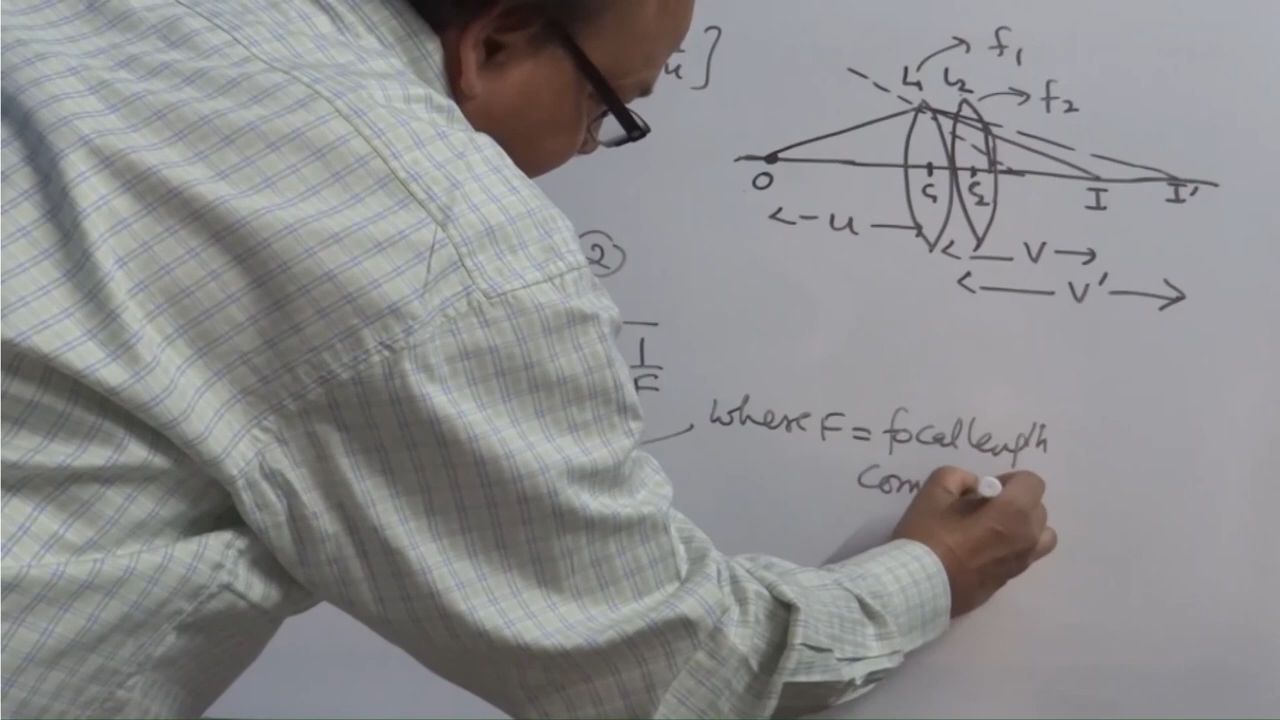 u ]
f1
L1 L2
f2
O
C1 C2
I I'
<- u —
<— v —>
<— v' —>
2
1
F
where F = focal length
Com